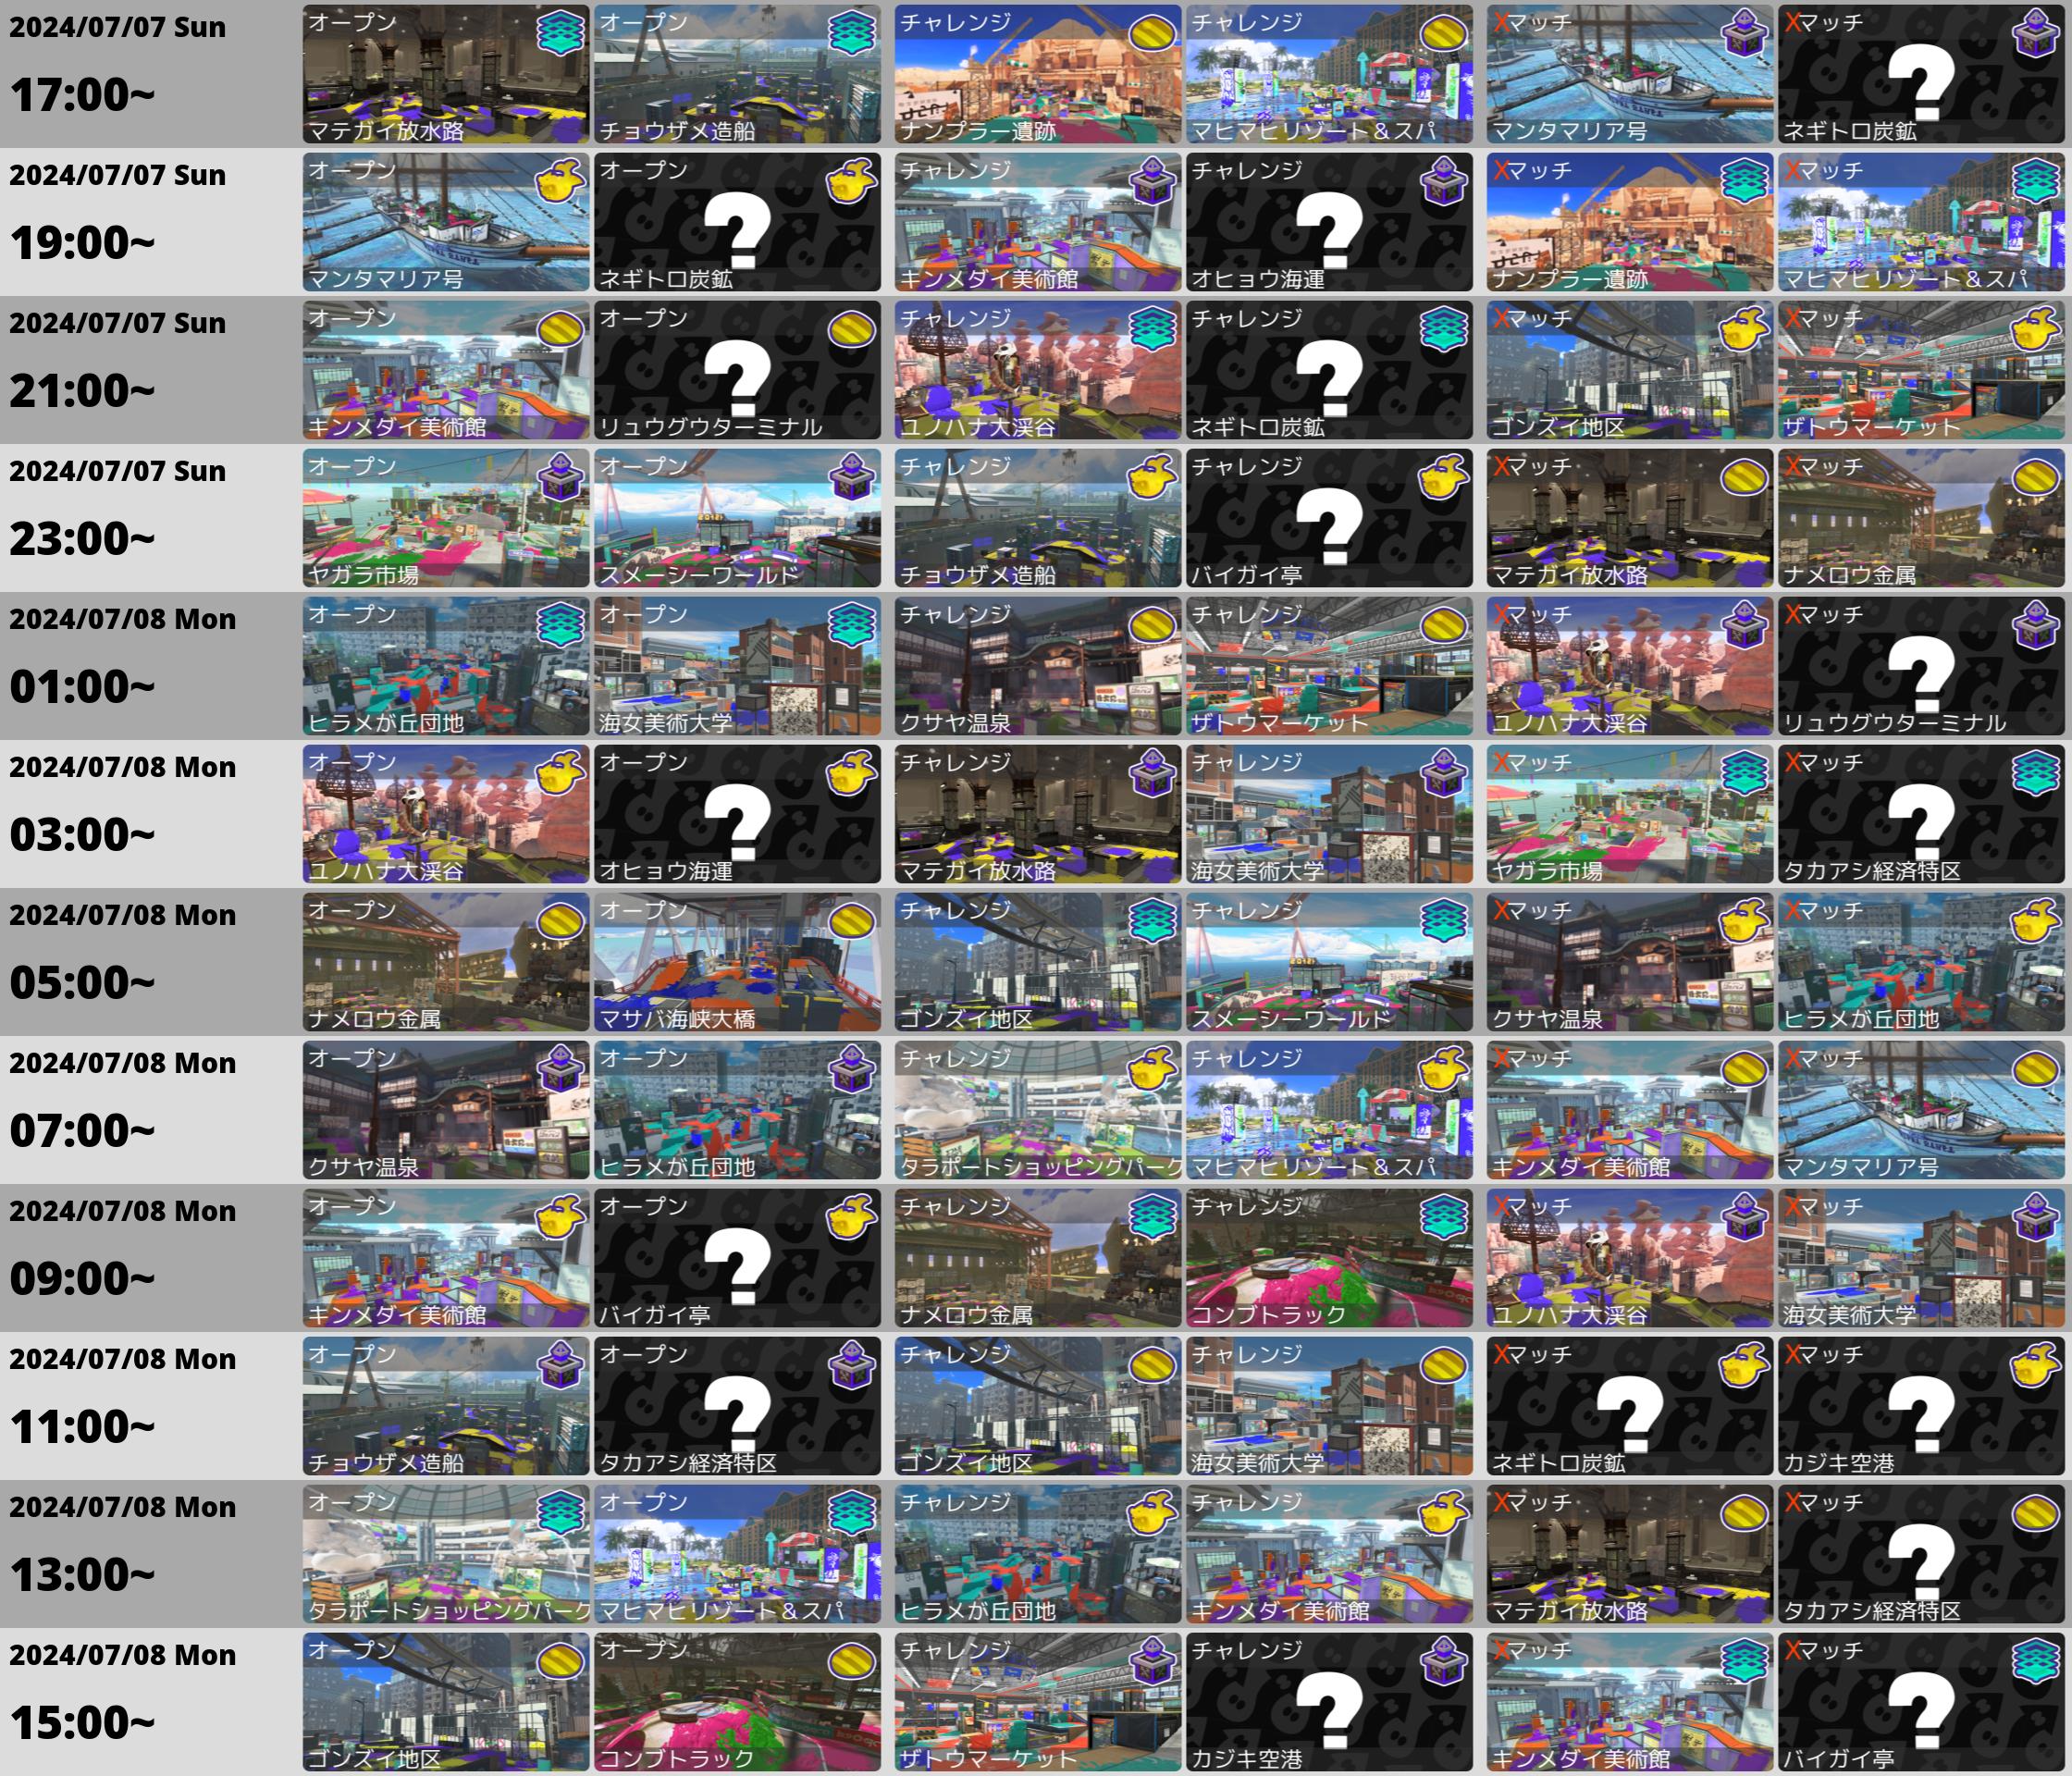 2024/07/07 Sun
17:00~
オープン
マテガイ放水路
オープン
チョウザメ造船
チャレンジ
ナンプラー遺跡
チャレンジ
マヒマヒリゾート＆スパ
Xマッチ
マンタマリア号
Xマッチ
ネギトロ炭鉱
2024/07/07 Sun
19:00~
オープン
マンタマリア号
オープン
ネギトロ炭鉱
チャレンジ
キンメダイ美術館
チャレンジ
オヒョウ海運
Xマッチ
ナンプラー遺跡
Xマッチ
マヒマヒリゾート＆スパ
2024/07/07 Sun
21:00~
オープン
キンメダイ美術館
オープン
リュウグウターミナル
チャレンジ
ユノハナ大渓谷
チャレンジ
ネギトロ炭鉱
Xマッチ
ゴンズイ地区
Xマッチ
ザトウマーケット
2024/07/07 Sun
23:00~
オープン
ヤガラ市場
オープン
スメーシーワールド
チャレンジ
チョウザメ造船
チャレンジ
バイガイ亭
Xマッチ
マテガイ放水路
Xマッチ
ナメロウ金属
2024/07/08 Mon
01:00~
オープン
ヒラメが丘団地
オープン
海女美術大学
チャレンジ
クサヤ温泉
チャレンジ
ザトウマーケット
Xマッチ
ユノハナ大渓谷
Xマッチ
リュウグウターミナル
2024/07/08 Mon
03:00~
オープン
ユノハナ大渓谷
オープン
オヒョウ海運
チャレンジ
マテガイ放水路
チャレンジ
海女美術大学
Xマッチ
ヤガラ市場
Xマッチ
タカアシ経済特区
2024/07/08 Mon
05:00~
オープン
ナメロウ金属
オープン
マサバ海峡大橋
チャレンジ
ゴンズイ地区
チャレンジ
スメーシーワールド
Xマッチ
クサヤ温泉
Xマッチ
ヒラメが丘団地
2024/07/08 Mon
07:00~
オープン
クサヤ温泉
オープン
ヒラメが丘団地
チャレンジ
タラポートショッピングパーク
チャレンジ
マヒマヒリゾート＆スパ
Xマッチ
キンメダイ美術館
Xマッチ
マンタマリア号
2024/07/08 Mon
09:00~
オープン
キンメダイ美術館
オープン
バイガイ亭
チャレンジ
ナメロウ金属
チャレンジ
コンブトラック
Xマッチ
ユノハナ大渓谷
Xマッチ
海女美術大学
2024/07/08 Mon
11:00~
オープン
チョウザメ造船
オープン
タカアシ経済特区
チャレンジ
ゴンズイ地区
チャレンジ
海女美術大学
Xマッチ
ネギトロ炭鉱
Xマッチ
カジキ空港
2024/07/08 Mon
13:00~
オープン
タラポートショッピングパーク
オープン
マヒマヒリゾート＆スパ
チャレンジ
ヒラメが丘団地
チャレンジ
キンメダイ美術館
Xマッチ
マテガイ放水路
Xマッチ
タカアシ経済特区
2024/07/08 Mon
15:00~
オープン
ゴンズイ地区
オープン
コンブトラック
チャレンジ
ザトウマーケット
チャレンジ
カジキ空港
Xマッチ
キンメダイ美術館
Xマッチ
バイガイ亭